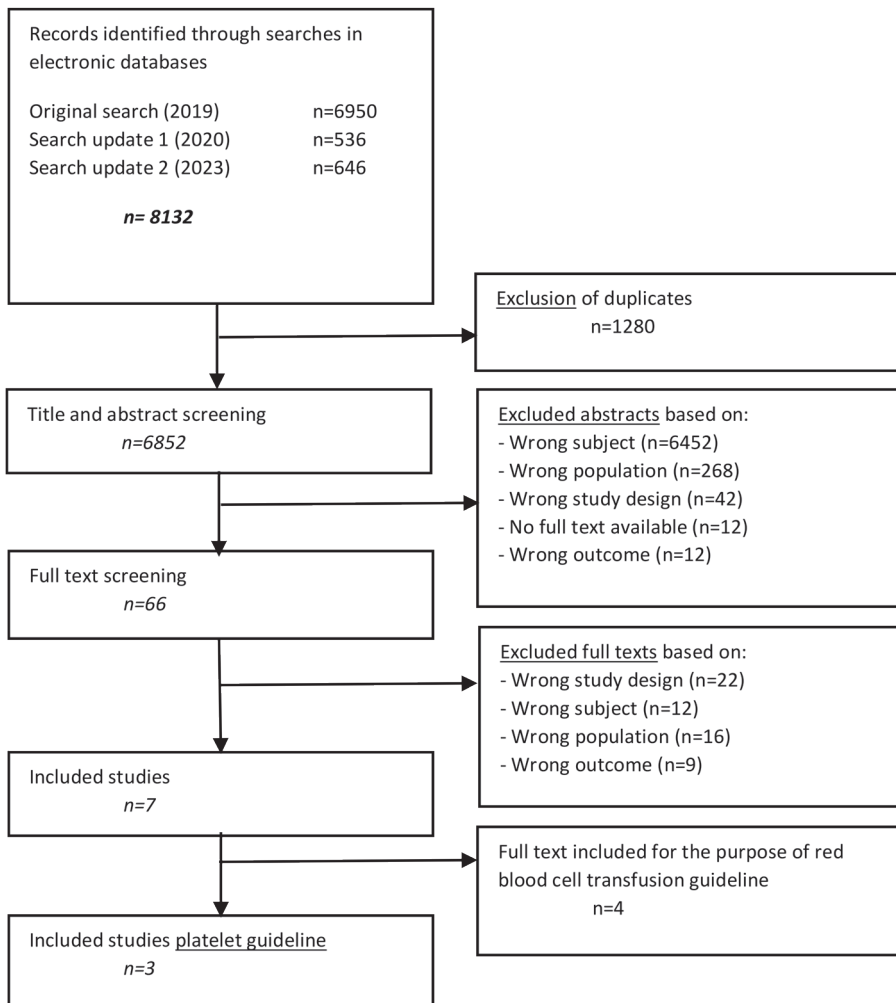 Records identified through searches in
electronic databases
Original search (2019) n=6950
Search update 1 (2020) n=536
Search update 2 (2023) n=646
n= 8132
Exclusion of duplicates
n=1280
Title and abstract screening
n=6852
Excluded abstracts based on:
- Wrong subject (n=6452)
- Wrong population (n=268)
- Wrong study design (n=42)
- No full text available (n=12)
- Wrong outcome (n=12)
Full text screening
n=66
Excluded full texts based on:
- Wrong study design (n=22)
- Wrong subject (n=12)
- Wrong population (n=16)
- Wrong outcome (n=9)
Included studies
n=7
Full text included for the purpose of red
blood cell transfusion guideline
n=4
Included studies platelet guideline
n=3